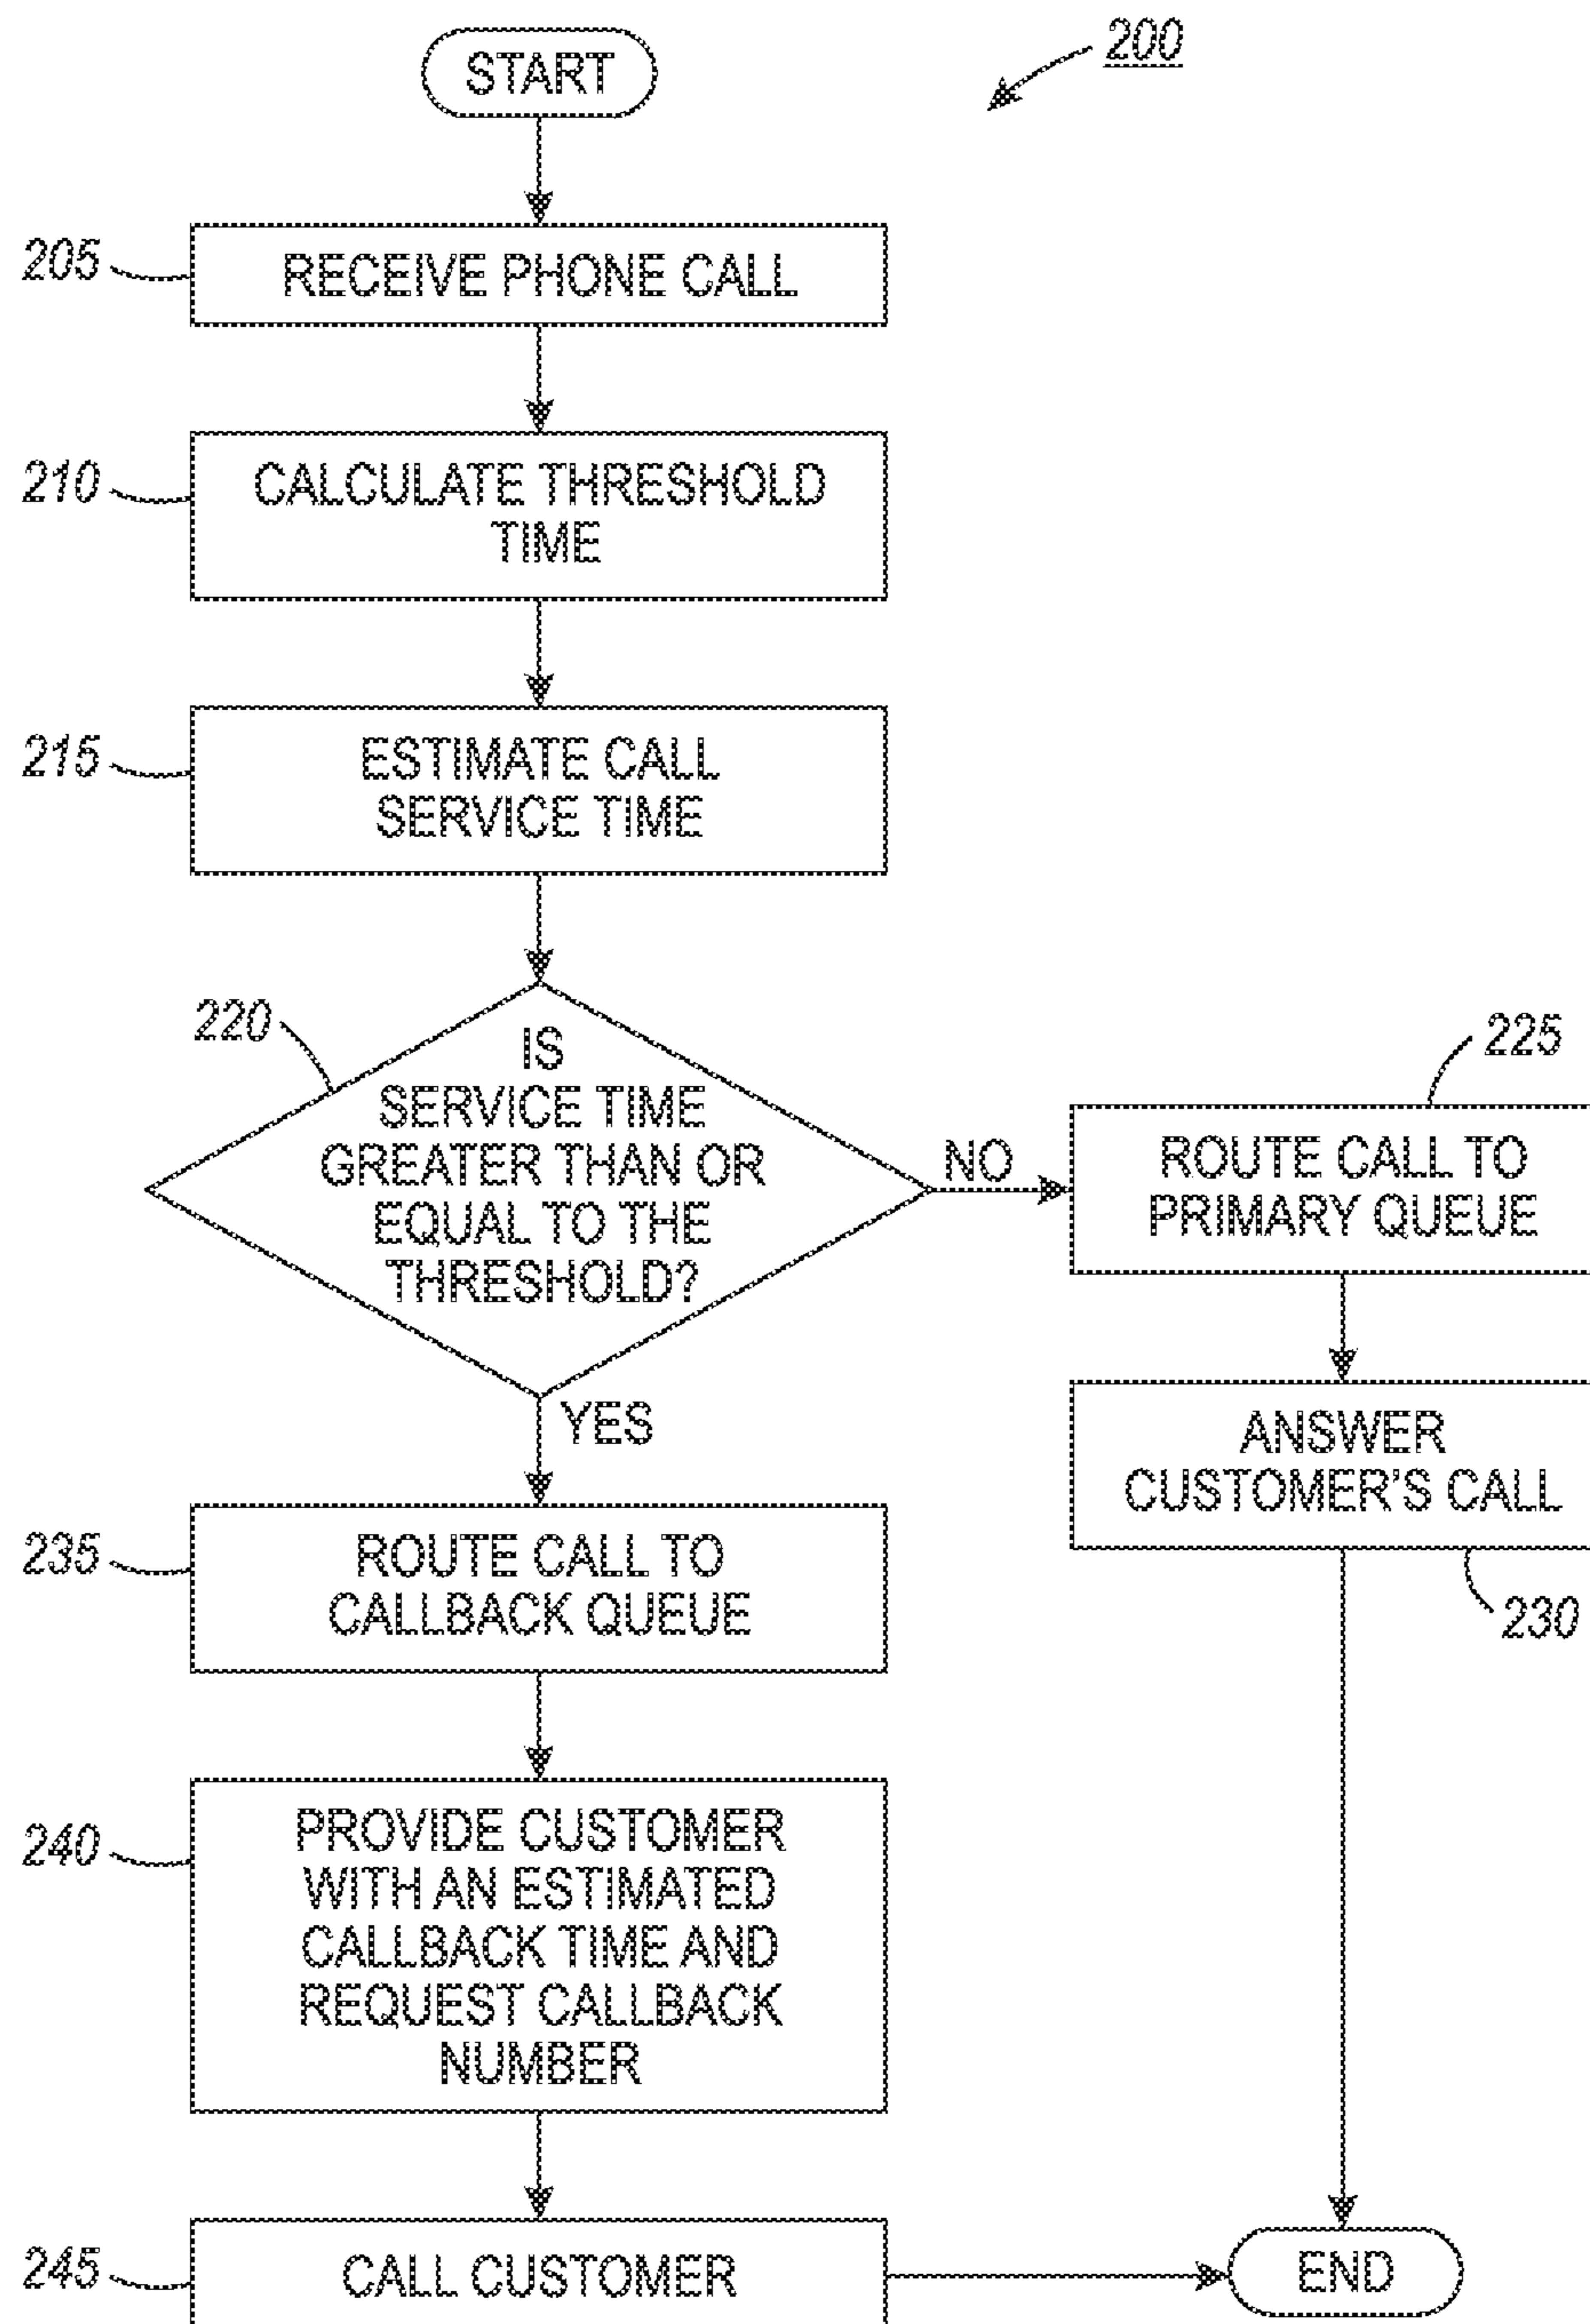 START
200
205
RECEIVE PHONE CALL
210
CALCULATE THRESHOLD
TIME
215
ESTIMATE CALL
SERVICE TIME
220
IS
SERVICE TIME
GREATER THAN OR
EQUAL TO THE
THRESHOLD?
NO
225
ROUTE CALL TO
PRIMARY QUEUE
ANSWER
CUSTOMER'S CALL
230
YES
235
ROUTE CALL TO
CALLBACK QUEUE
240
PROVIDE CUSTOMER
WITH AN ESTIMATED
CALLBACK TIME AND
REQUEST CALLBACK
NUMBER
245
CALL CUSTOMER
END